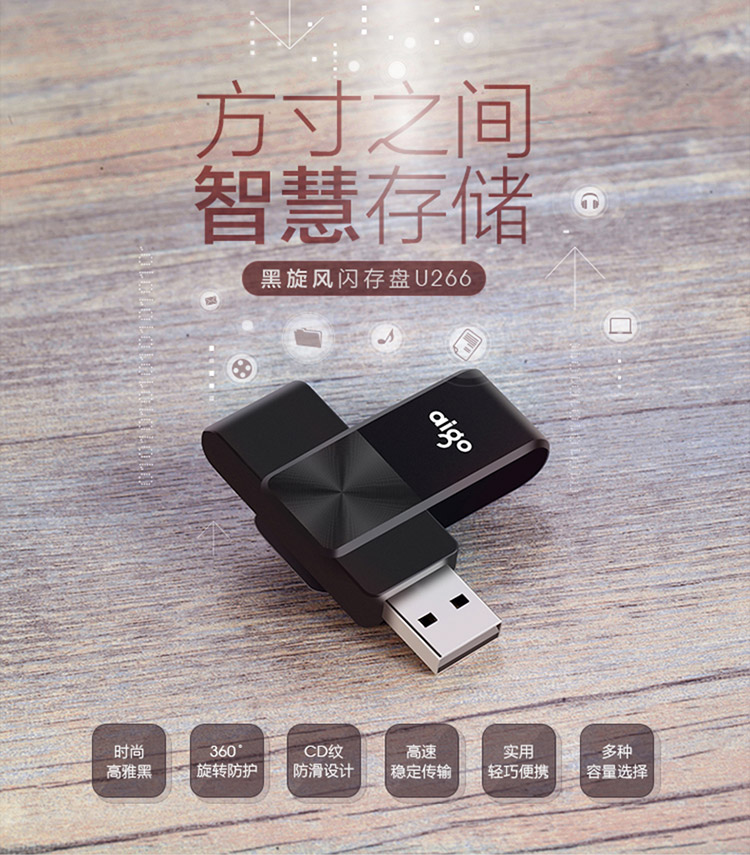 方寸之间
智慧存储
黑旋风闪存盘U266
aigo
时尚
高雅黑
360°
旋转防护
CD纹
防滑设计
高速
稳定传输
实用
轻巧便携
多种
容量选择